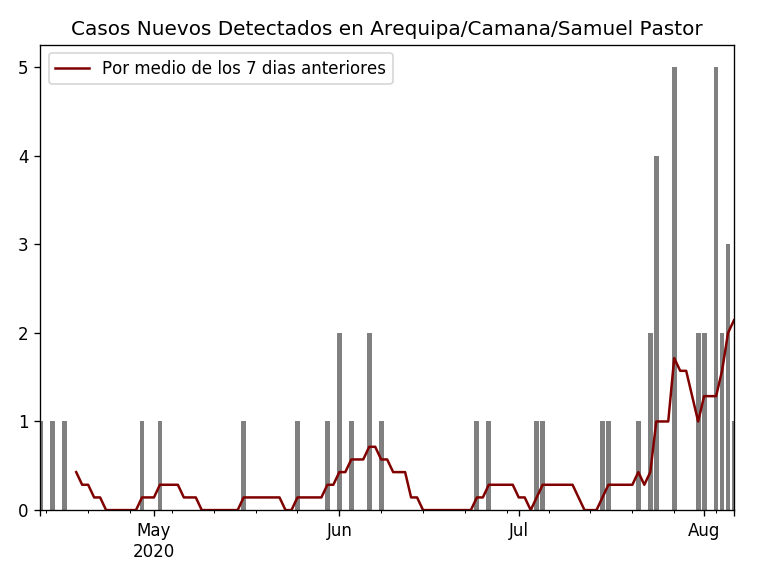 Casos Nuevos Detectados en Arequipa/Camana/Samuel Pastor
Por medio de los 7 dias anteriores
5
4
3
2
1
0
May
2020
Jun
Jul
Aug